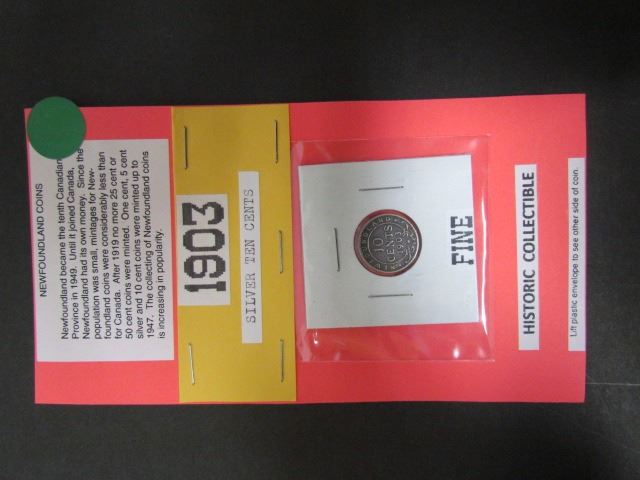 NEWFOUNDLAND COINS
Newfoundland became the tenth Canadian
Province in 1949. Until it joined Canada,
Newfoundland had its own money. Since the
population was small, mintages for New-
foundland coins were considerably less than
for Canada. After 1919 no more 25 cent or
50 cent coins were minted. One cent, 5 cent
silver and 10 cent coins were minted up to
1947. The collecting of Newfoundland coins
is increasing in popularity.
1903
SILVER TEN CENTS
10
CENTS
1903
FINE
HISTORIC COLLECTIBLE
Lift plastic envelope to see other side of coin.